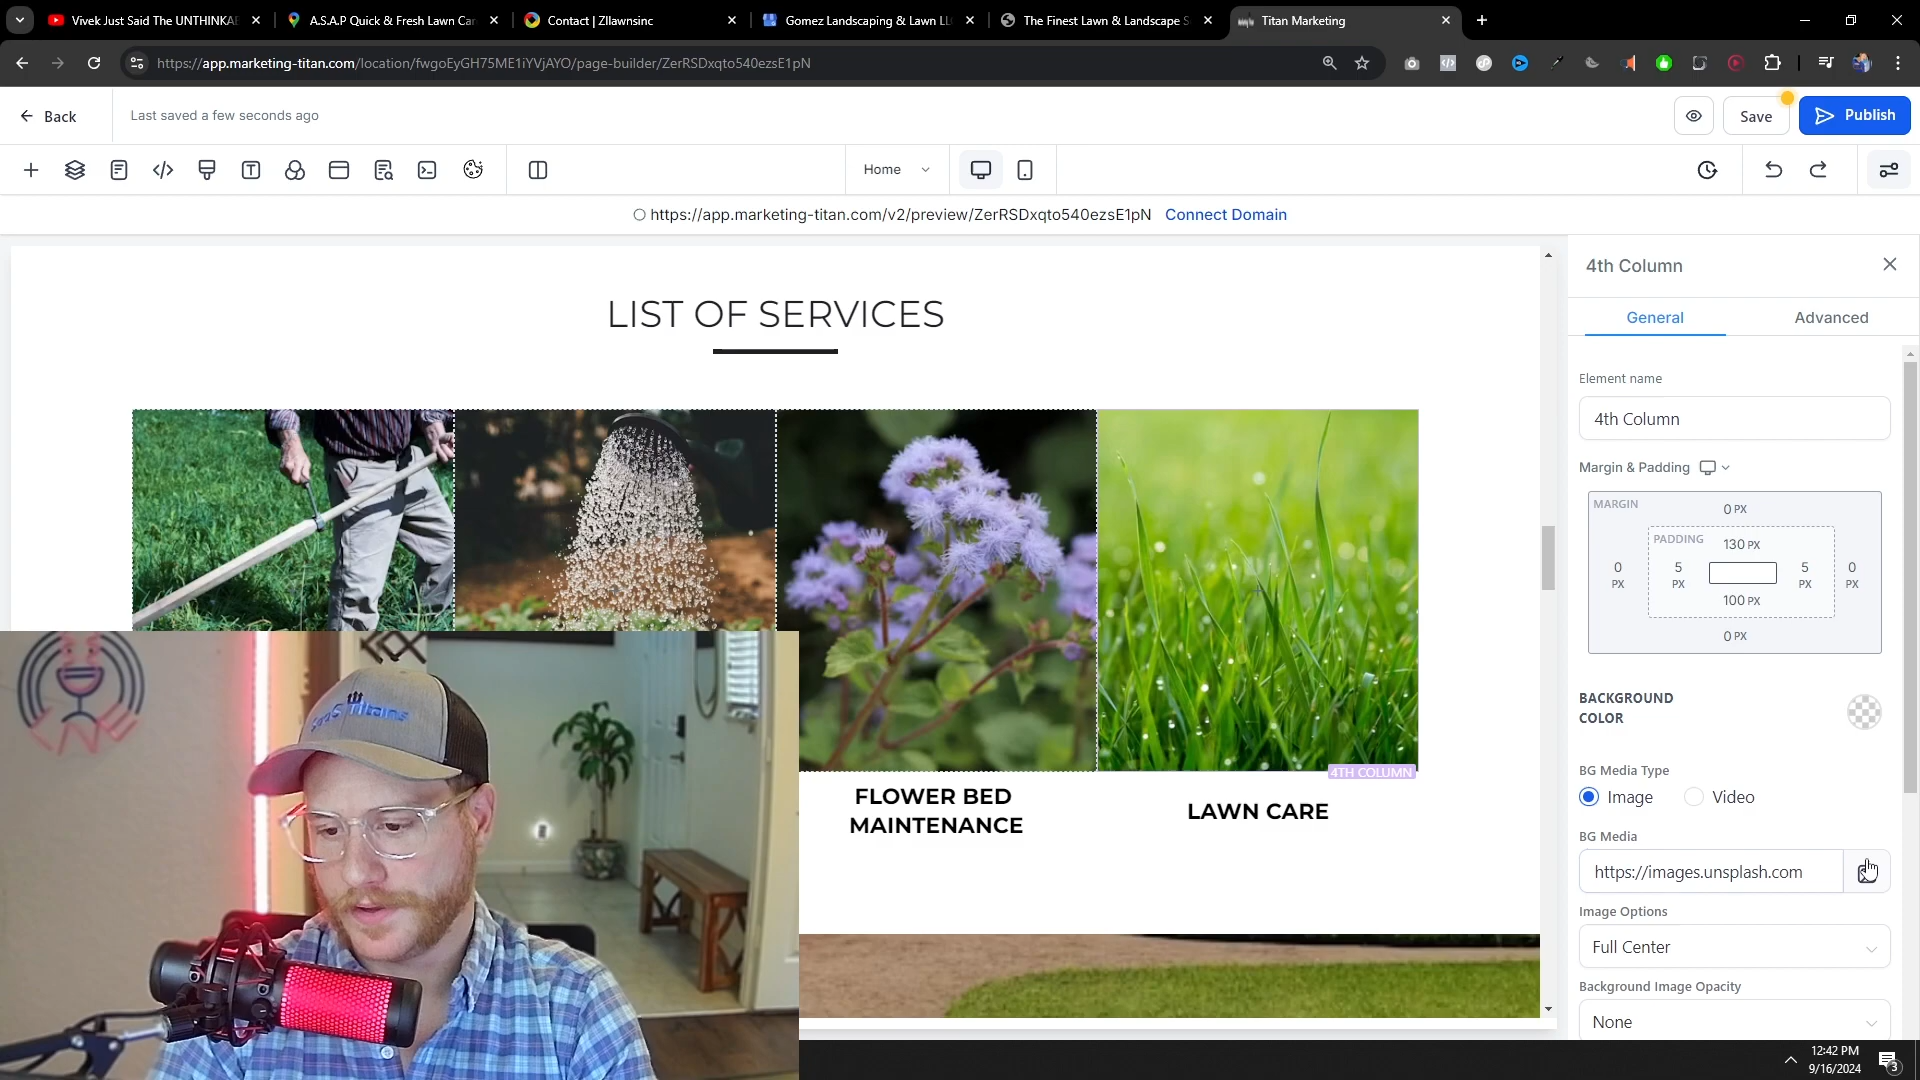 Vivek Just Said The UNTHINKAB
A.S.A.P Quick & Fresh Lawn Car
Contact | Zllawnsinc
Gomez Landscaping & Lawn LL
The Finest Lawn & Landscape S
Titan Marketing
https://app.marketing-titan.com/location/fwgoEyGH75ME1iYVjAYO/page-builder/ZerRSDxqto540ezsE1pN
Back
Last saved a few seconds ago
Save
Publish
Home
https://app.marketing-titan.com/v2/preview/ZerRSDxqto540ezsE1pN Connect Domain
LIST OF SERVICES
4TH COLUMN
FLOWER BED
MAINTENANCE
LAWN CARE
4th Column
General
Advanced
Element name
4th Column
Margin & Padding
MARGIN
0 PX
PADDING
130 PX
0
PX
5
PX
5
PX
0
PX
100 PX
0 PX
BACKGROUND
COLOR
BG Media Type
Image
Video
BG Media
https://images.unsplash.com
Image Options
Full Center
Background Image Opacity
None
SaaS Titans
12:42 PM
9/16/2024
3